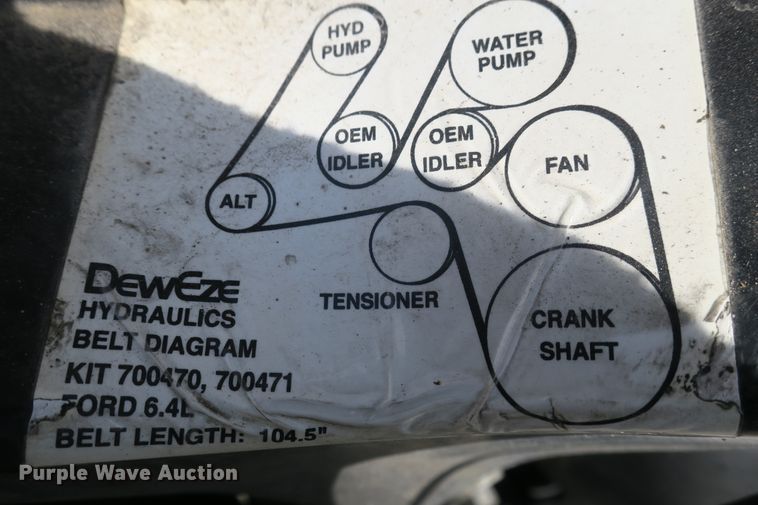 HYD
PUMP
WATER
PUMP
OEM
IDLER
OEM
IDLER
FAN
ALT
TENSIONER
CRANK
SHAFT
DewEze
HYDRAULICS
BELT DIAGRAM
KIT 700470, 700471
FORD 6.4L
BELT LENGTH: 104.5"
Purple Wave Auction